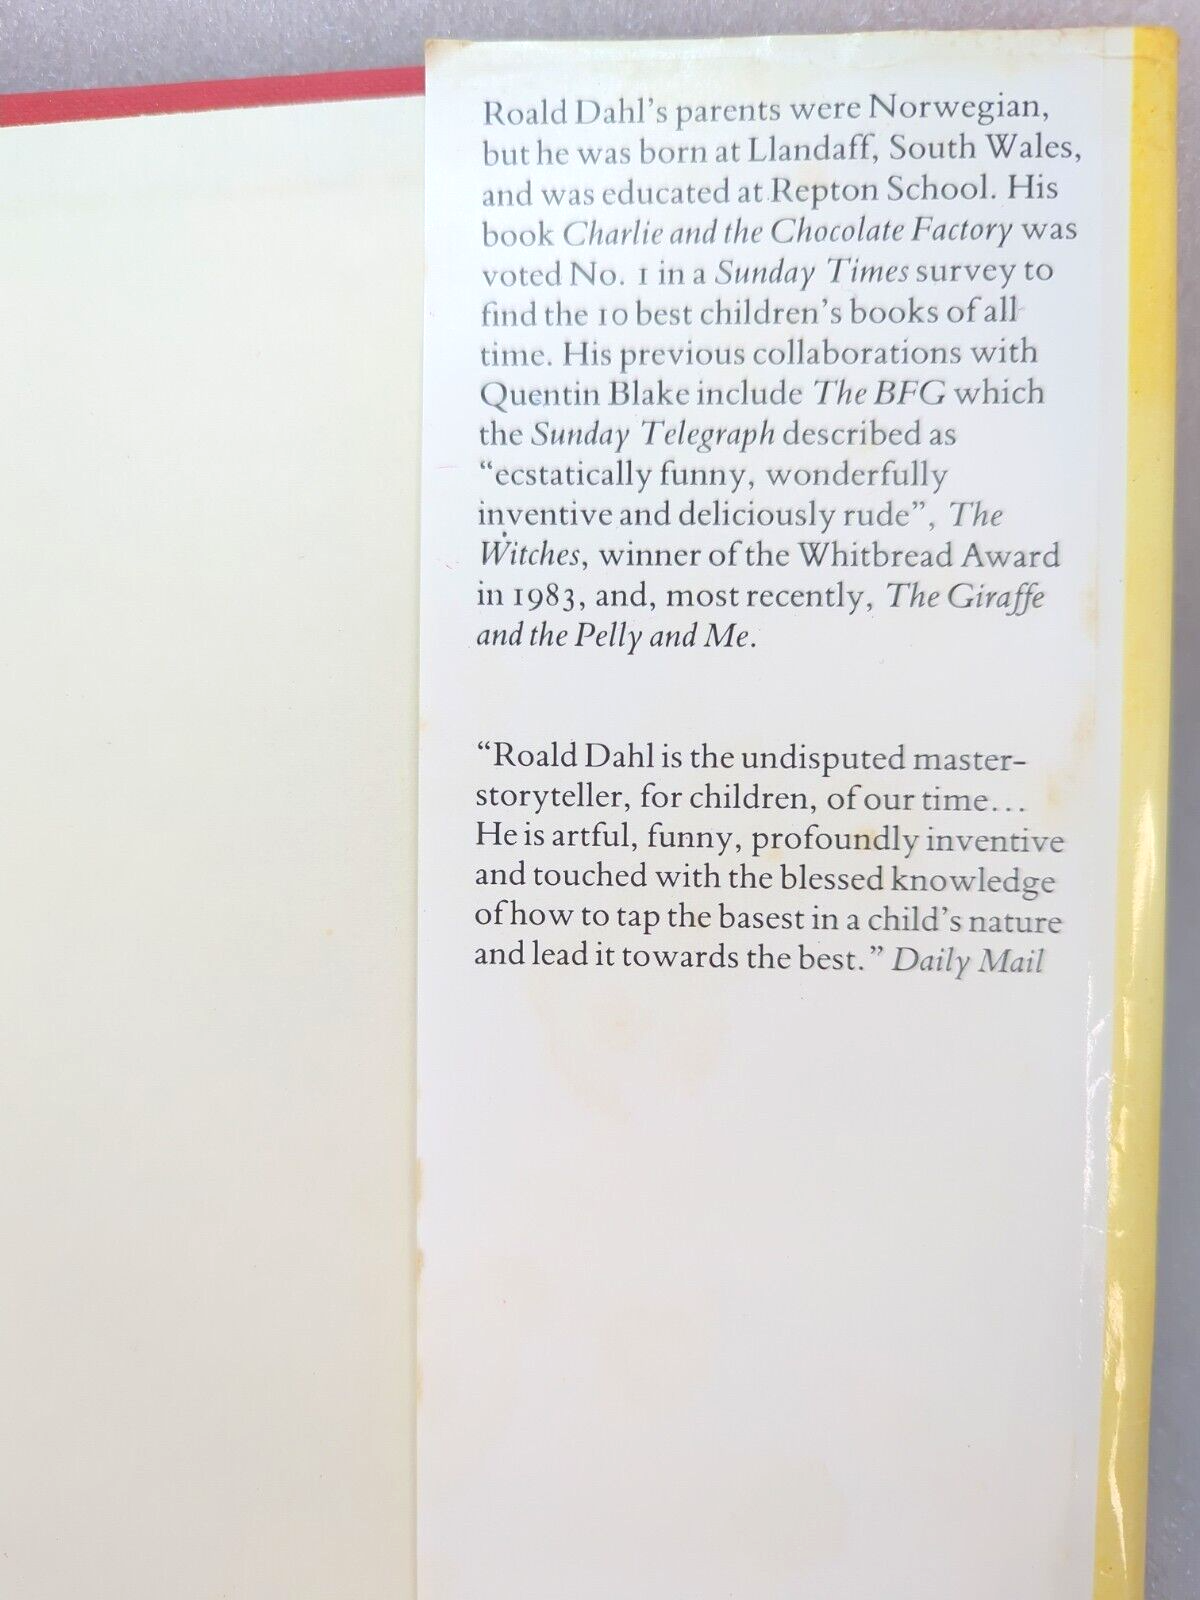 Roald Dahl’s parents were Norwegian,
but he was born at Llandaff, South Wales,
and was educated at Repton School. His
book Charlie and the Chocolate Factory was
voted No. 1 in a Sunday Times survey to
find the 10 best children’s books of all
time. His previous collaborations with
Quentin Blake include The BFG which
the Sunday Telegraph described as
“ecstatically funny, wonderfully
inventive and deliciously rude”, The
Witches, winner of the Whitbread Award
in 1983, and, most recently, The Giraffe
and the Pelly and Me.
“Roald Dahl is the undisputed master-
storyteller, for children, of our time...
He is artful, funny, profoundly inventive
and touched with the blessed knowledge
of how to tap the basest in a child’s nature
and lead it towards the best.” Daily Mail